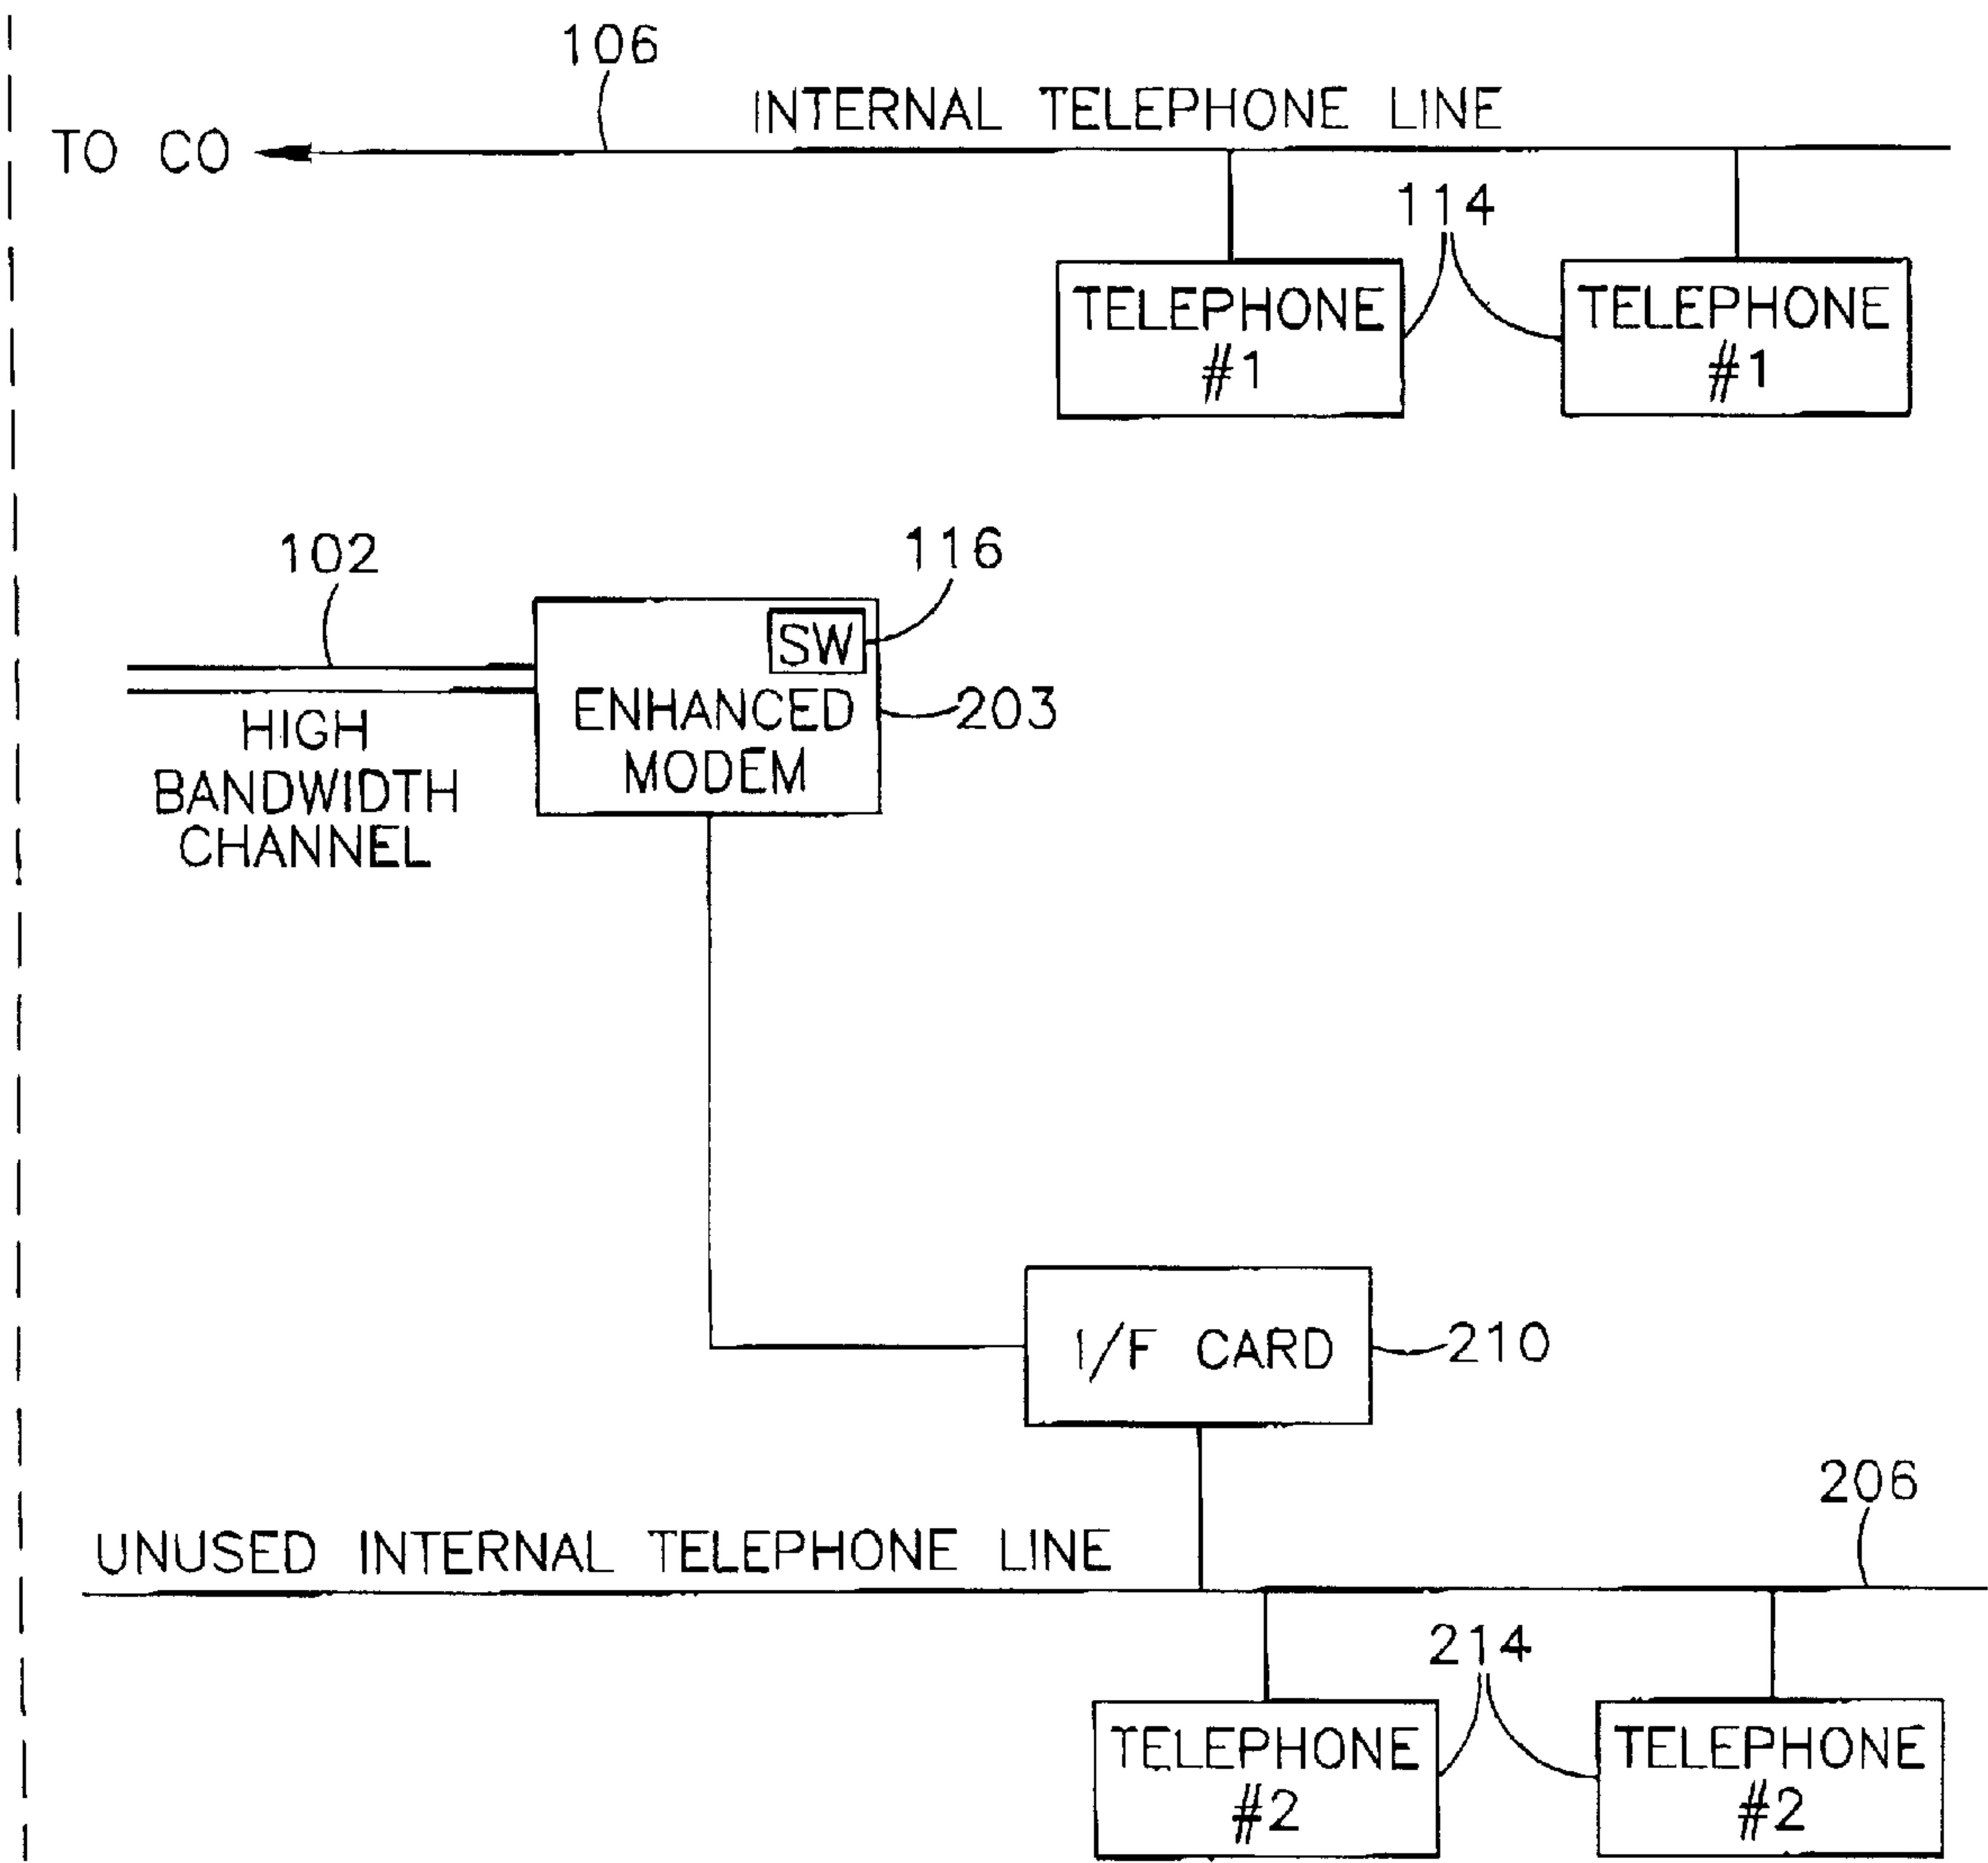 106
INTERNAL TELEPHONE LINE
TO CO
114
TELEPHONE
#1
TELEPHONE
#1
102
116
SW
ENHANCED
MODEM
203
HIGH
BANDWIDTH
CHANNEL
I/F CARD
210
206
UNUSED INTERNAL TELEPHONE LINE
214
TELEPHONE
#2
TELEPHONE
#2